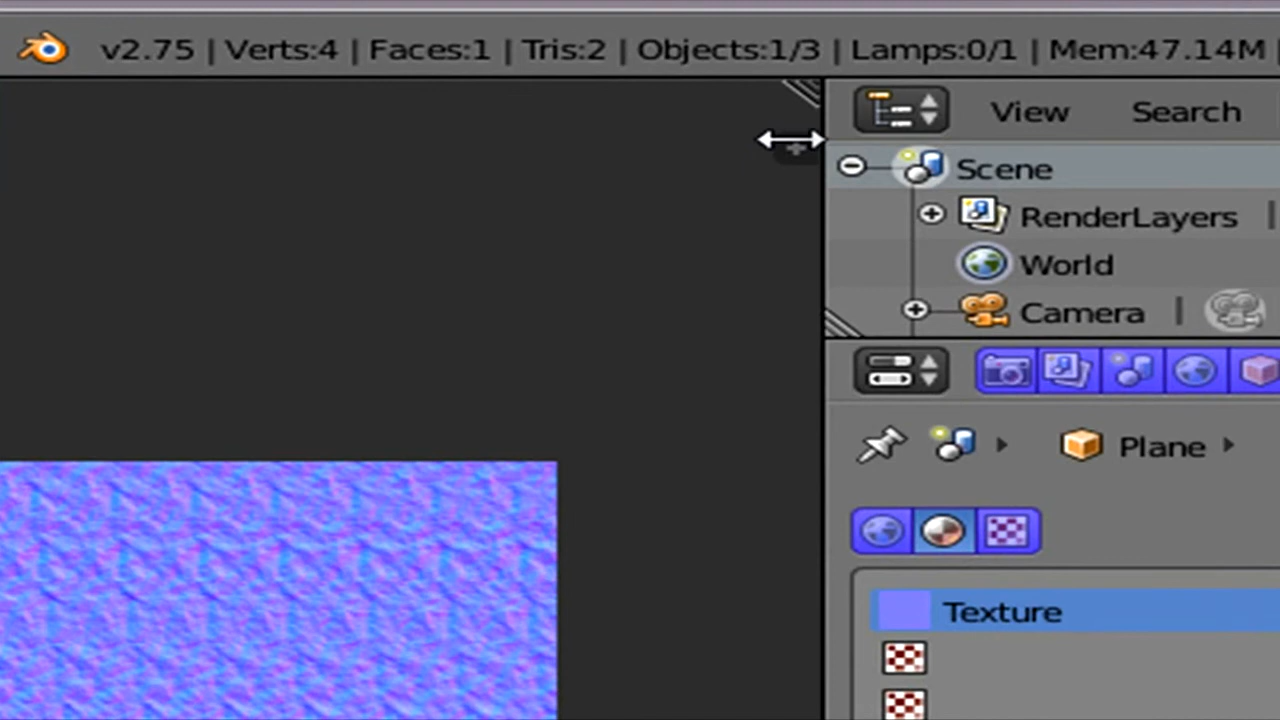 v2.75 | Verts:4 | Faces:1 | Tris:2 | Objects:1/3 | Lamps:0/1 | Mem:47.14M
View Search
Scene
RenderLayers
World
Camera
Plane
Texture